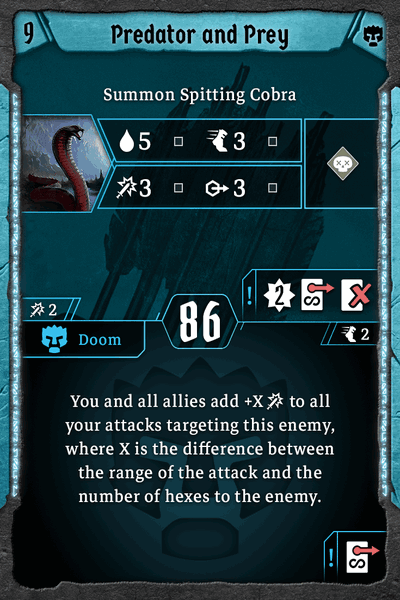 9
Predator and Prey
Summon Spitting Cobra
5
3
3
3
!
2
2
86
Doom
2
You and all allies add +X to all
your attacks targeting this enemy,
where X is the difference between
the range of the attack and the
number of hexes to the enemy.
!